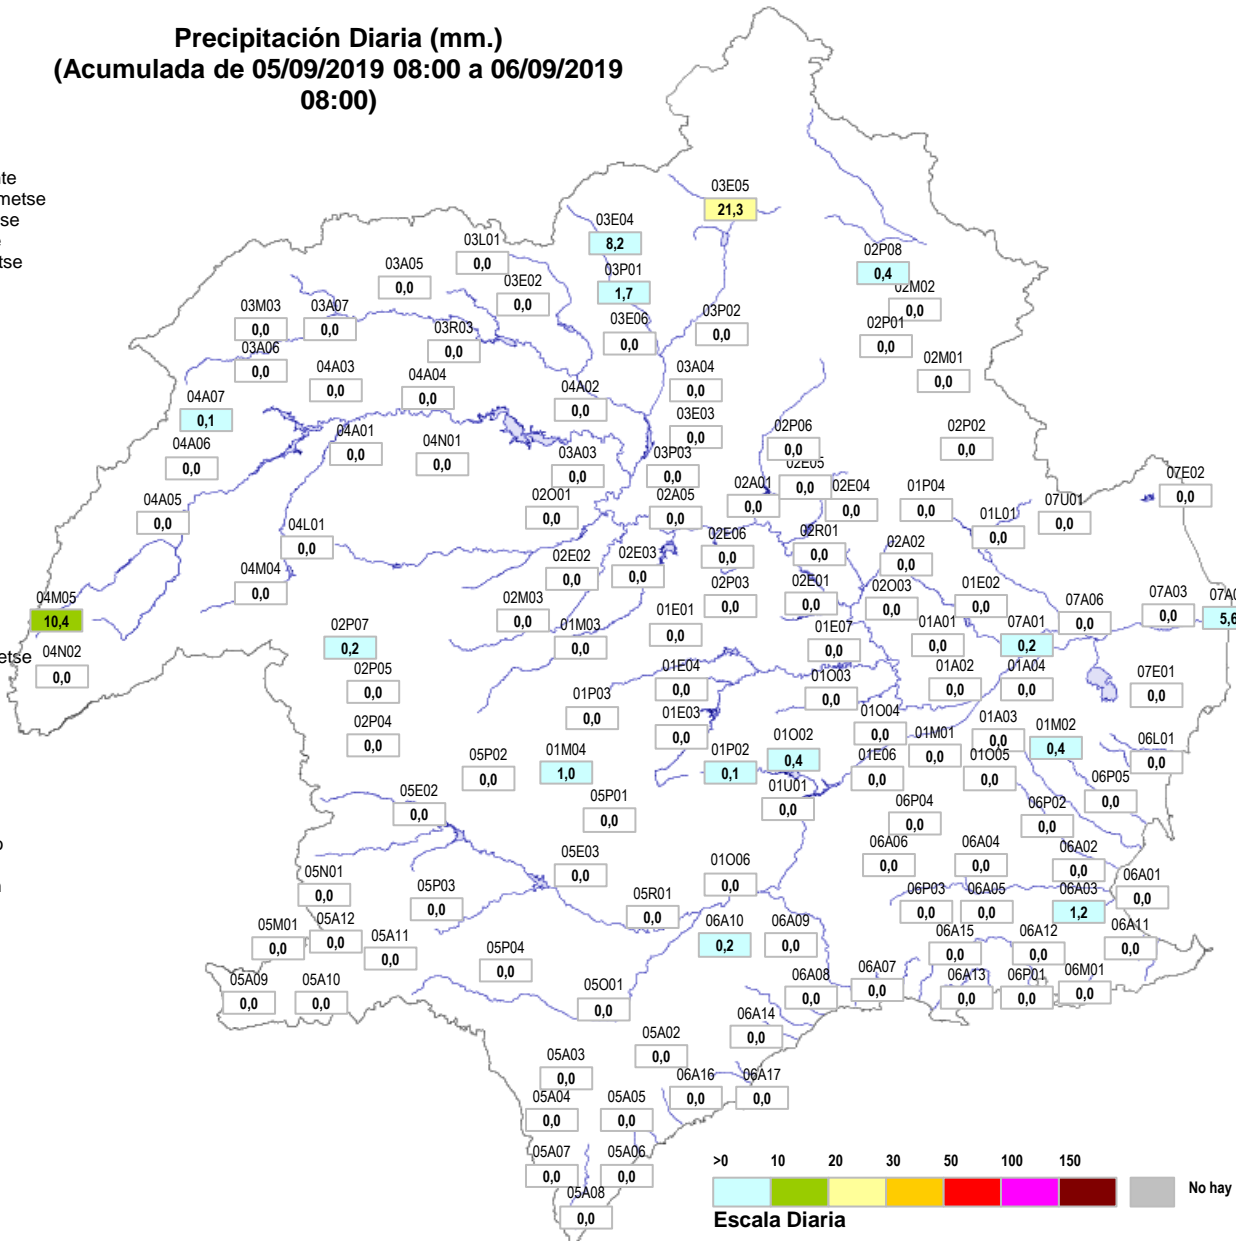 Precipitación Diaria (mm.)
(Acumulada de 05/09/2019 08:00 a 06/09/2019
08:00)
03E05
21,3
03E04
8,2
03L01
0,0
03P01
1,7
02P08
0,4
03A05
0,0
03E02
0,0
02M02
0,0
03M03
0,0
03A07
0,0
03E06
0,0
03P02
0,0
02P01
0,0
03R03
0,0
03A06
0,0
04A03
0,0
04A04
0,0
03A04
0,0
02M01
0,0
04A07
0,1
04A02
0,0
03E03
0,0
04A01
0,0
04N01
0,0
02P06
0,0
02P02
0,0
04A06
0,0
03A03
0,0
03P03
0,0
02E05
0,0
07E02
0,0
04A05
0,0
02O01
0,0
02A05
0,0
02A01
0,0
02E04
0,0
01P04
0,0
07U01
0,0
01L01
0,0
04L01
0,0
02E06
0,0
02R01
0,0
02A02
0,0
02E02
0,0
02E03
0,0
04M04
0,0
02P03
0,0
02E01
0,0
02O03
0,0
01E02
0,0
04M05
10,4
02M03
0,0
01E01
0,0
07A06
0,0
07A03
0,0
07A0
5,6
02P07
0,2
01M03
0,0
01E07
0,0
01A01
0,0
07A01
0,2
etse
04N02
0,0
02P05
0,0
01E04
0,0
01O03
0,0
01A02
0,0
01A04
0,0
07E01
0,0
01P03
0,0
02P04
0,0
01E03
0,0
01O04
0,0
01M01
0,0
01A03
0,0
01M02
0,4
06L01
0,0
05P02
0,0
01M04
1,0
01P02
0,1
01O02
0,4
01E06
0,0
01O05
0,0
06P05
0,0
05E02
0,0
05P01
0,0
01U01
0,0
06P04
0,0
06P02
0,0
05E03
0,0
01O06
0,0
06A06
0,0
06A04
0,0
06A02
0,0
05N01
0,0
05P03
0,0
05R01
0,0
06P03
0,0
06A05
0,0
06A03
1,2
06A01
0,0
05M01
0,0
05A12
0,0
05A11
0,0
06A10
0,2
06A09
0,0
06A15
0,0
06A12
0,0
06A11
0,0
05P04
0,0
05A09
0,0
05A10
0,0
05O01
0,0
06A08
0,0
06A07
0,0
06A13
0,0
06P01
0,0
06M01
0,0
06A14
0,0
05A02
0,0
05A03
0,0
06A16
0,0
06A17
0,0
05A04
0,0
05A05
0,0
05A07
0,0
05A06
0,0
05A08
0,0
>0 10 20 30 50 100 150
No hay
Escala Diaria